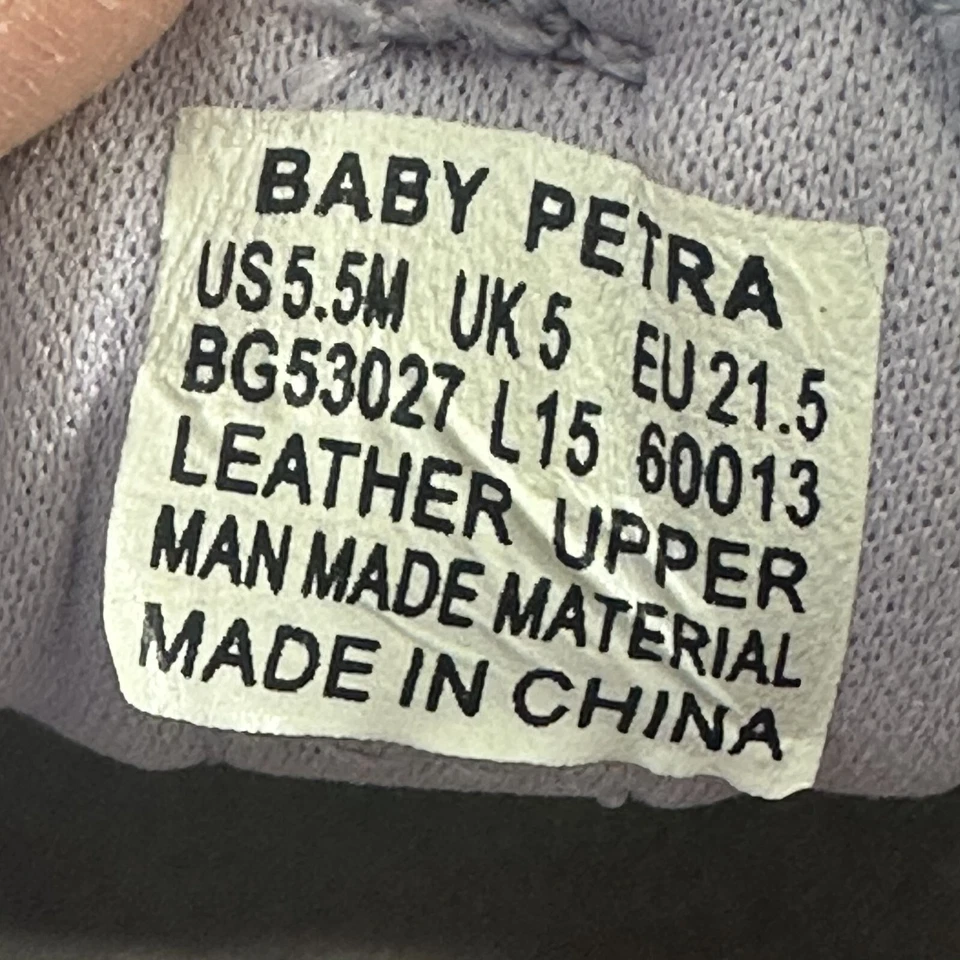 BABY PETRA
US 5.5M UK 5 EU 21.5
BG53027 L15 60013
LEATHER UPPER
MAN MADE MATERIAL
MADE IN CHINA